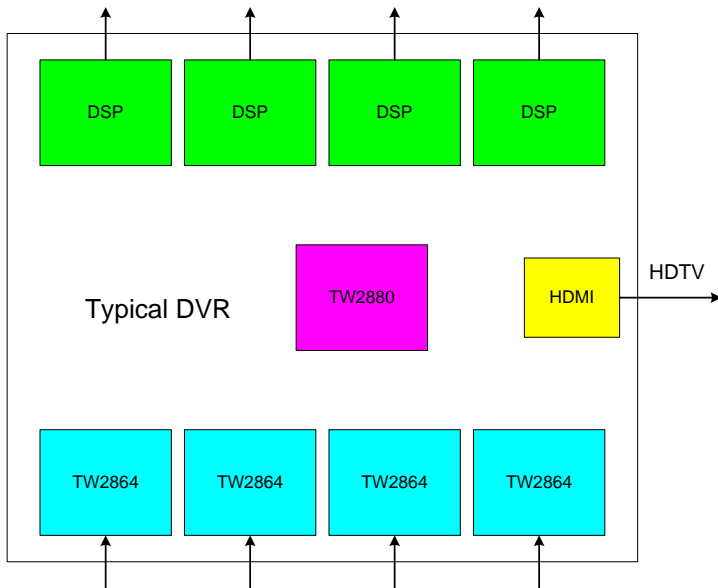 DSP
DSP
DSP
DSP
HDTV
TW2880
HDMI
Typical DVR
TW2864
TW2864
TW2864
TW2864